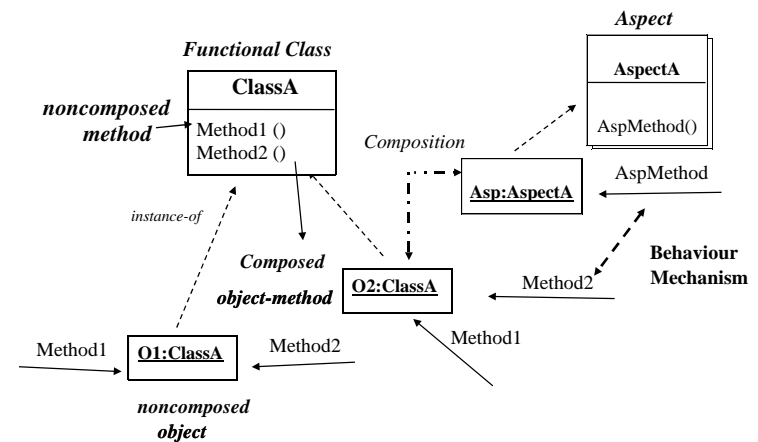 Aspect
Functional Class
ClassA
AspectA
noncomposed
method
Method1 ()
Method2 ()
AspMethod()
Composition
AspMethod
Asp:AspectA
instance-of
Behaviour
Mechanism
Composed
object-method
O2:ClassA
Method2
Method1
Method1
O1:ClassA
Method2
noncomposed
object